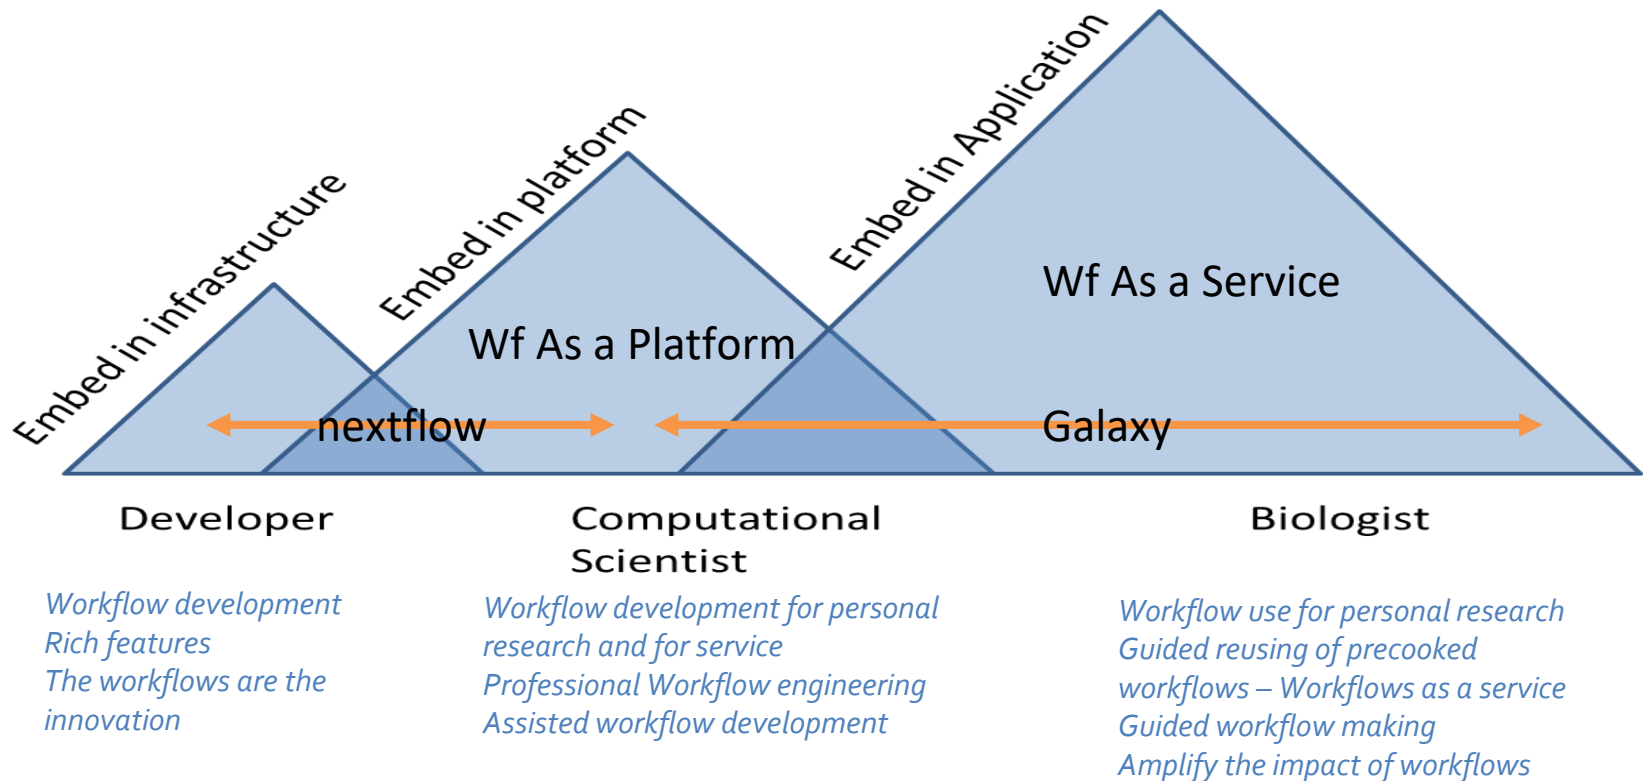 Embed in infrastructure
Embed in platform
Embed in Application
Wf As a Service
Wf As a Platform
nextflow
Galaxy
Developer
Computational
Scientist
Biologist
Workflow development
Rich features
The workflows are the
innovation
Workflow development for personal
research and for service
Professional Workflow engineering
Assisted workflow development
Workflow use for personal research
Guided reusing of precooked
workflows – Workflows as a service
Guided workflow making
Amplify the impact of workflows